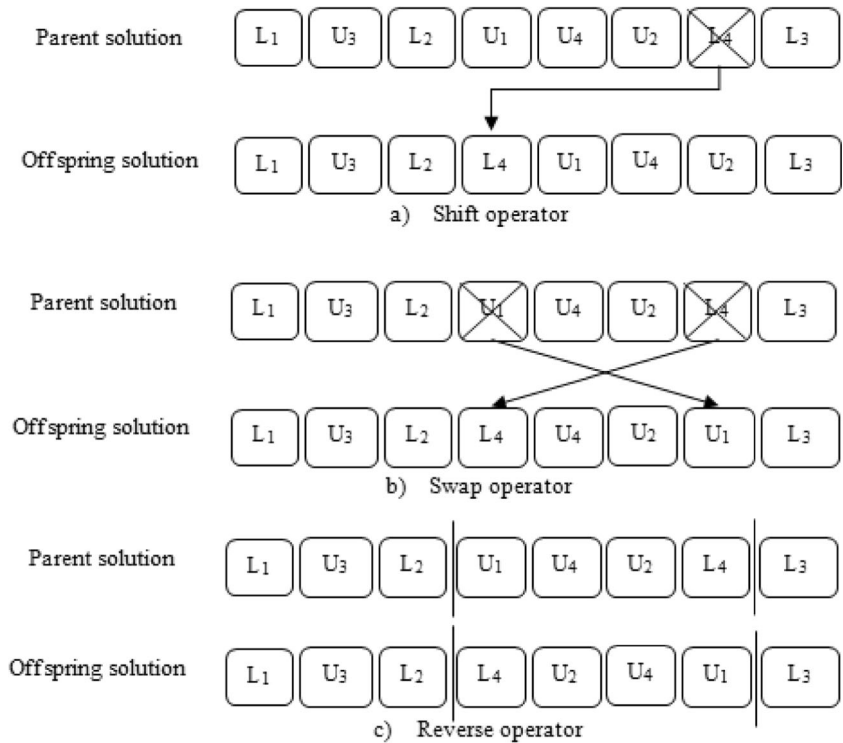 Parent solution L₁ U₃ L₂ U₁ U₄ U₂ L₄ L₃
Offspring solution L₁ U₃ L₂ L₄ U₁ U₄ U₂ L₃
a) Shift operator
Parent solution L₁ U₃ L₂ U₁ U₄ U₂ L₄ L₃
Offspring solution L₁ U₃ L₂ L₄ U₄ U₂ U₁ L₃
b) Swap operator
Parent solution L₁ U₃ L₂ U₁ U₄ U₂ L₄ L₃
Offspring solution L₁ U₃ L₂ L₄ U₂ U₄ U₁ L₃
c) Reverse operator